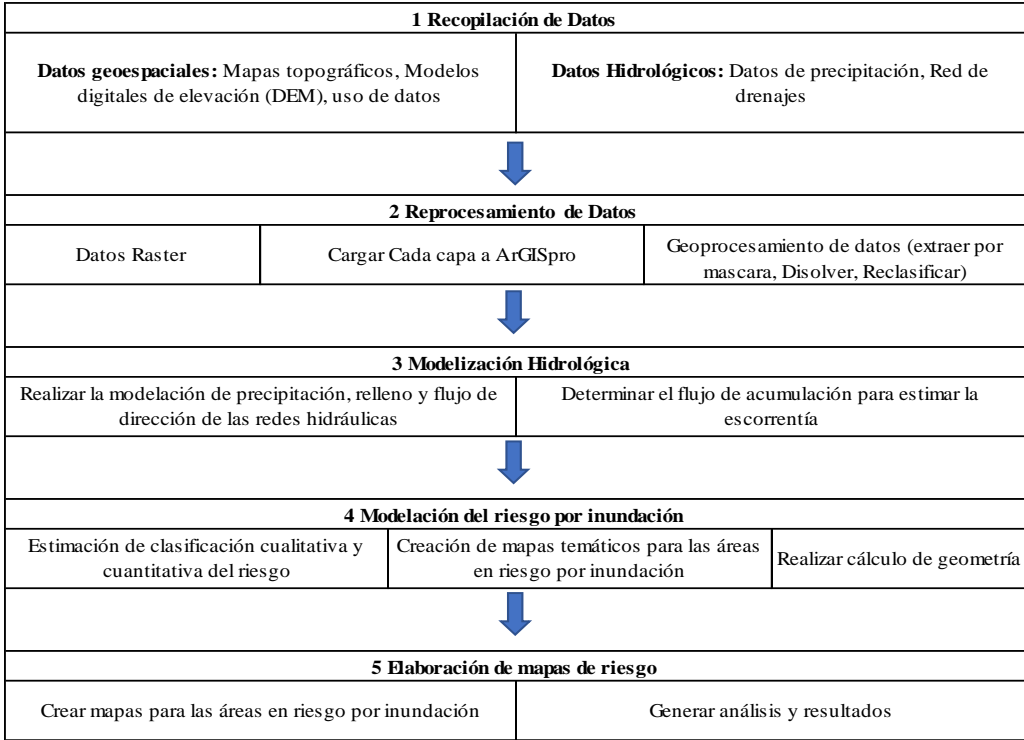 1 Recopilación de Datos
Datos geoespaciales: Mapas topográficos, Modelos
digitales de elevación (DEM), uso de datos
Datos Hidrológicos: Datos de precipitación, Red de
drenajes
2 Reprocesamiento de Datos
Datos Raster
Cargar Cada capa a ArGISpro
Geoprocesamiento de datos (extraer por
mascara, Disolver, Reclasificar)
3 Modelización Hidrológica
Realizar la modelación de precipitación, relleno y flujo de
dirección de las redes hidráulicas
Determinar el flujo de acumulación para estimar la
escorrentía
4 Modelación del riesgo por inundación
Estimación de clasificación cualitativa y
cuantitativa del riesgo
Creación de mapas temáticos para las áreas
en riesgo por inundación
Realizar cálculo de geometría
5 Elaboración de mapas de riesgo
Crear mapas para las áreas en riesgo por inundación
Generar análisis y resultados